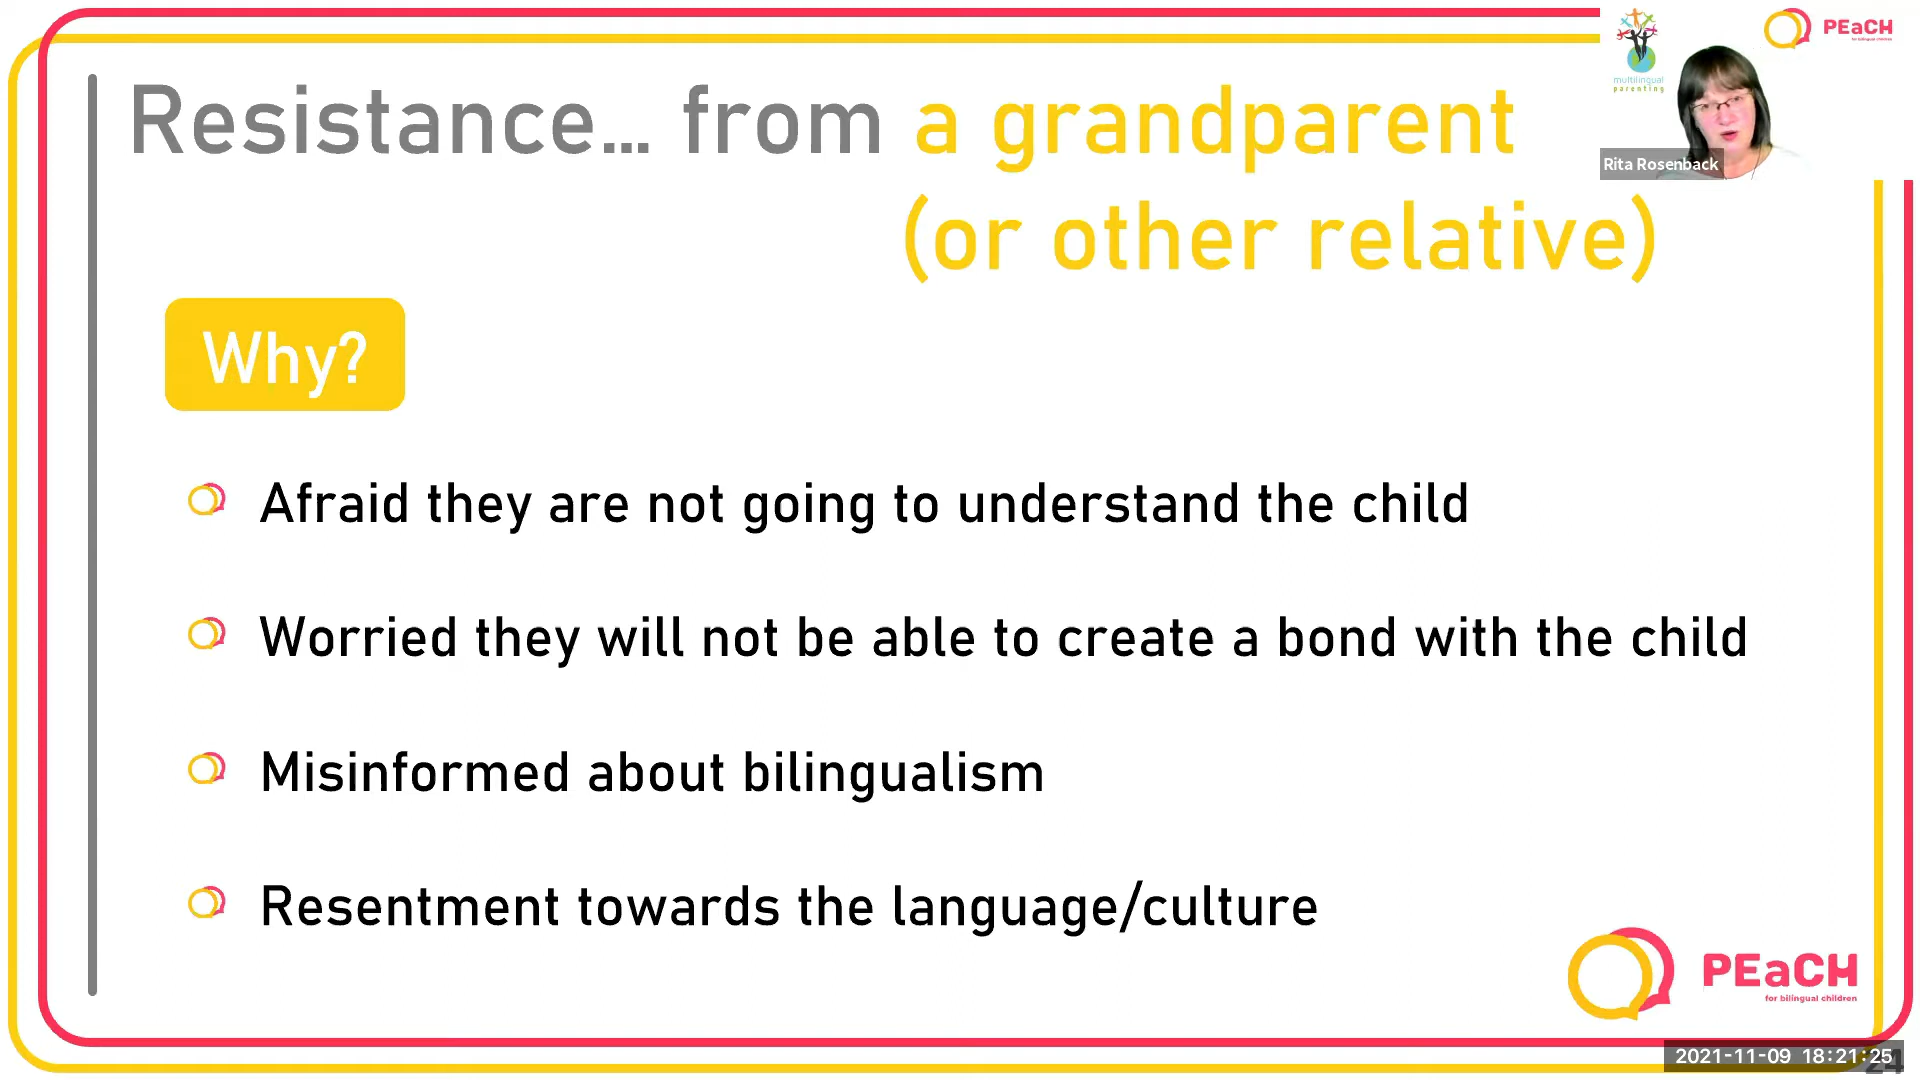 Resistance... from a grandparent
(or other relative)
Why?
Afraid they are not going to understand the child
Worried they will not be able to create a bond with the child
Misinformed about bilingualism
Resentment towards the language/culture
multilingual
parenting
PEaCH
for bilingual children
Rita Rosenback
PEaCH
for bilingual children
2021-11-09 18:21:25
24